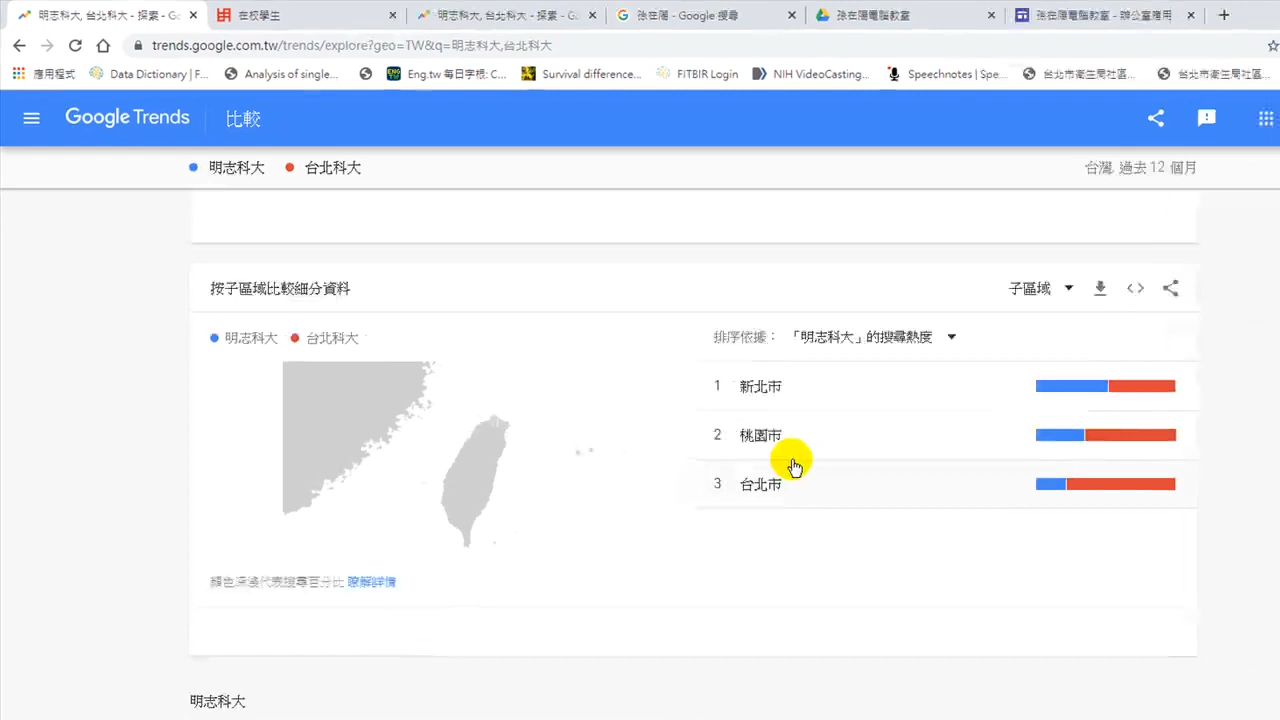 明志科大, 台北科大 - 探索 - Go
在校學生
明志科大, 台北科大 - 探索 - Go
張在陽 - Google 搜尋
張在陽電腦教室
張在陽電腦教室 - 辦公室應用
trends.google.com.tw/trends/explore?geo=TW&q=明志科大,台北科大
應用程式
Data Dictionary | F...
Analysis of single...
Eng.tw 每日字根: C...
Survival difference...
FITBIR Login
NIH VideoCasting...
Speechnotes | Spe...
台北市衛生局社區...
台北市衛生局社區...
Google Trends
比較
明志科大
台北科大
台灣, 過去 12 個月
按子區域比較細分資料
子區域
明志科大
台北科大
排序依據：
「明志科大」的搜尋熱度
1 新北市
2 桃園市
3 台北市
顏色深淺代表搜尋百分比 瞭解詳情
明志科大